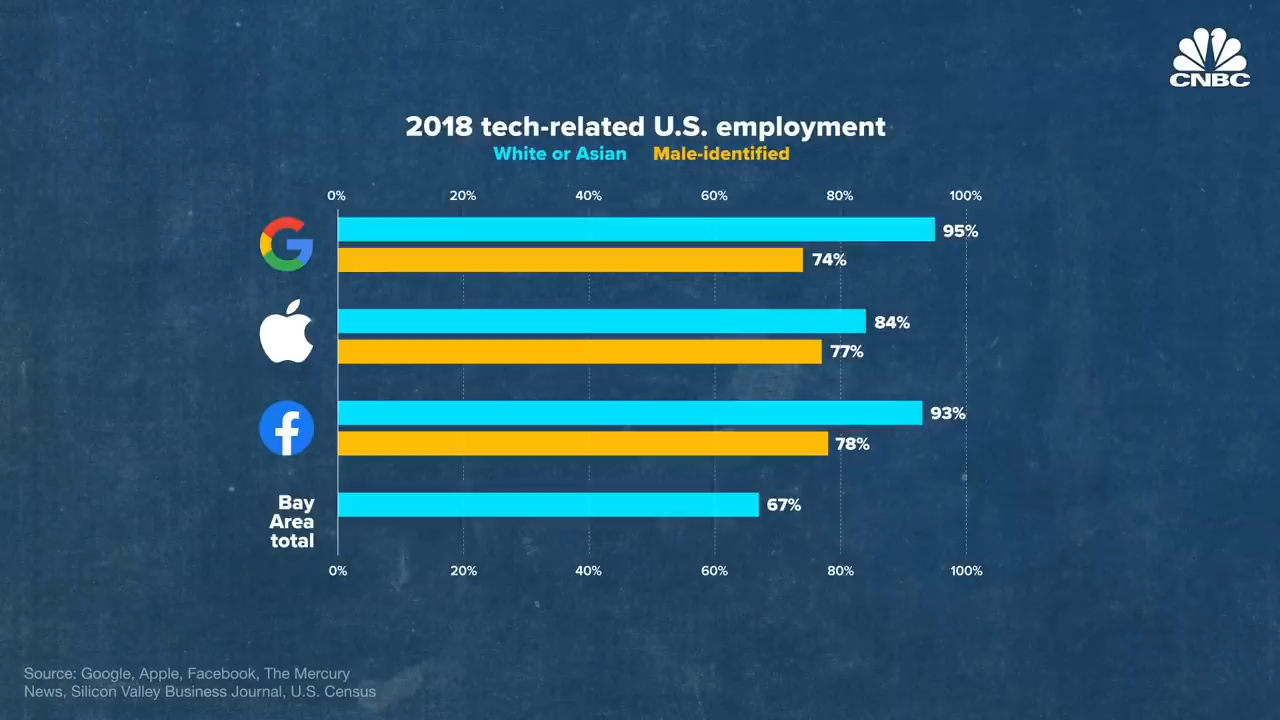 CNBC
2018 tech-related U.S. employment
White or Asian Male-identified
0% 20% 40% 60% 80% 100%
95%
74%
84%
77%
93%
78%
Bay
Area
total
67%
0% 20% 40% 60% 80% 100%
Source: Google, Apple, Facebook, The Mercury
News, Silicon Valley Business Journal, U.S. Census